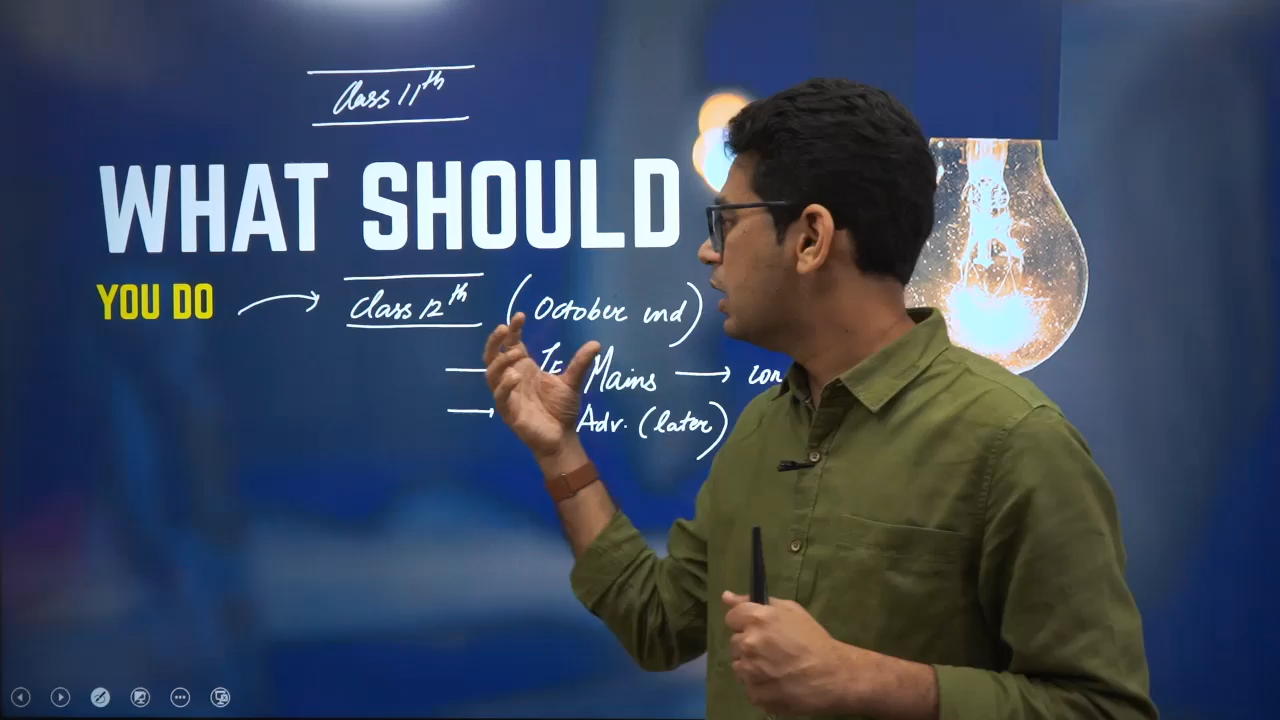 Class 11th
WHAT SHOULD
YOU DO → Class 12th (October end)
Mains →
Adv. (later)